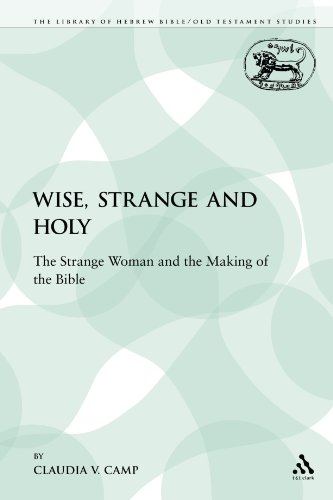 THE LIBRARY OF HEBREW BIBLE/OLD TESTAMENT STUDIES
WISE, STRANGE AND
HOLY
The Strange Woman and the Making of
the Bible
BY
CLAUDIA V. CAMP
t&t clark